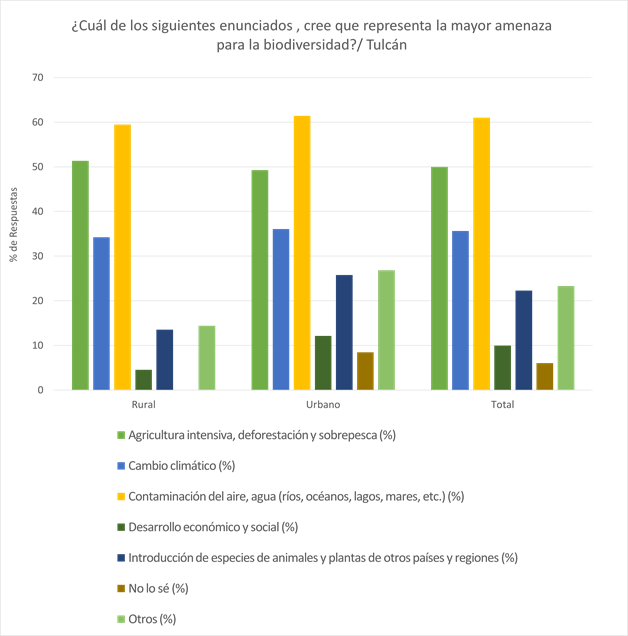 ¿Cuál de los siguientes enunciados , cree que representa la mayor amenaza
para la biodiversidad?/ Tulcán
70
60
50
40
30
20
10
0
% de Respuestas
Rural
Urbano
Total
Agricultura intensiva, deforestación y sobrepesca (%)
Cambio climático (%)
Contaminación del aire, agua (ríos, océanos, lagos, mares, etc.) (%)
Desarrollo económico y social (%)
Introducción de especies de animales y plantas de otros países y regiones (%)
No lo sé (%)
Otros (%)